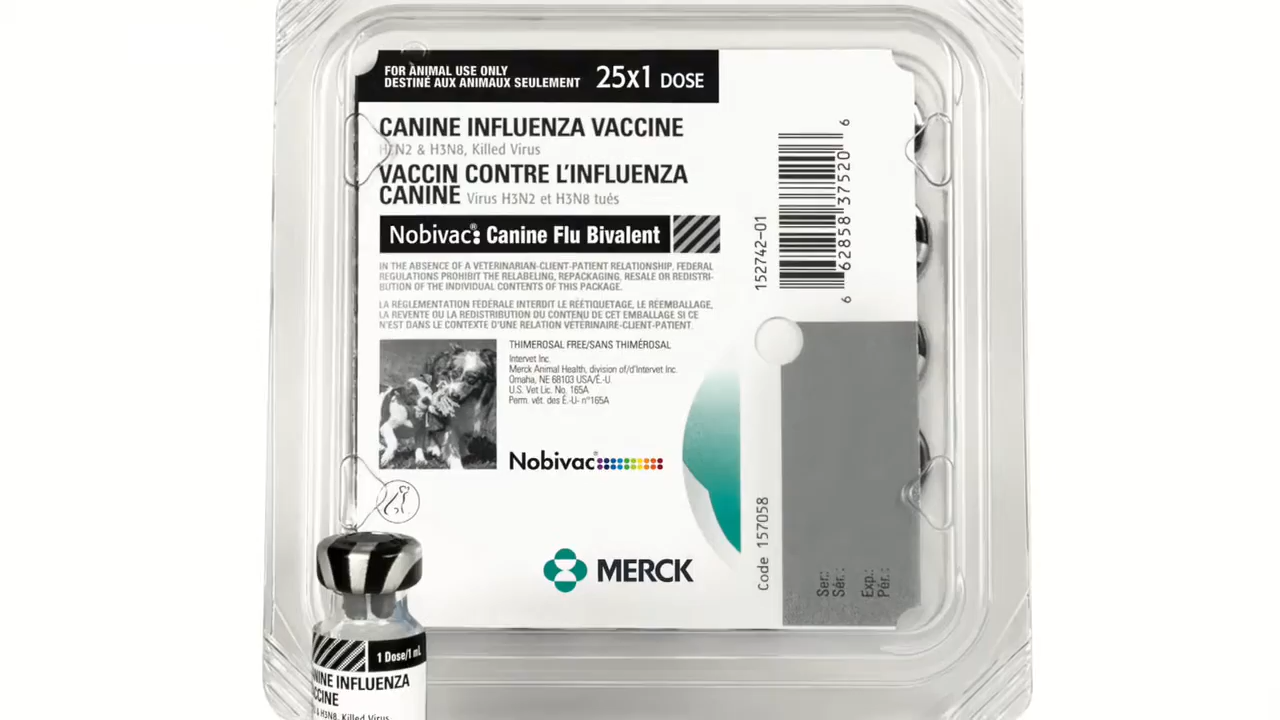 FOR ANIMAL USE ONLY
DESTINÉ AUX ANIMAUX SEULEMENT
25x1 DOSE
CANINE INFLUENZA VACCINE
H3N2 & H3N8, Killed Virus
VACCIN CONTRE L'INFLUENZA
CANINE Virus H3N2 et H3N8 tués
Nobivac® Canine Flu Bivalent
IN THE ABSENCE OF A VETERINARIAN-CLIENT-PATIENT RELATIONSHIP, FEDERAL
REGULATIONS PROHIBIT THE RELABELING, REPACKAGING, RESALE OR REDISTRI-
BUTION OF THE INDIVIDUAL CONTENTS OF THIS PACKAGE.
LA RÉGLEMENTATION FÉDÉRALE INTERDIT LE RÉÉTIQUETAGE, LE RÉEMBALLAGE,
LA REVENTE OU LA REDISTRIBUTION DU CONTENU DE CET EMBALLAGE SI CE
N'EST DANS LE CONTEXTE D'UNE RELATION VÉTÉRINAIRE-CLIENT-PATIENT.
THIMEROSAL FREE/SANS THIMÉROSAL
Intervet Inc.
Merck Animal Health, division of/d'Intervet Inc.
Omaha, NE 68103 USA/É.-U.
U.S. Vet Lic. No. 165A
Perm. vét. des É.-U- n°165A
Nobivac®
MERCK
152742-01
6 62858 37520 6
Code 157058
Ser.:
Sér.:
Exp.:
Pér.:
1 Dose/1 mL
NINE INFLUENZA
CCINE
& H3N8, Killed Virus